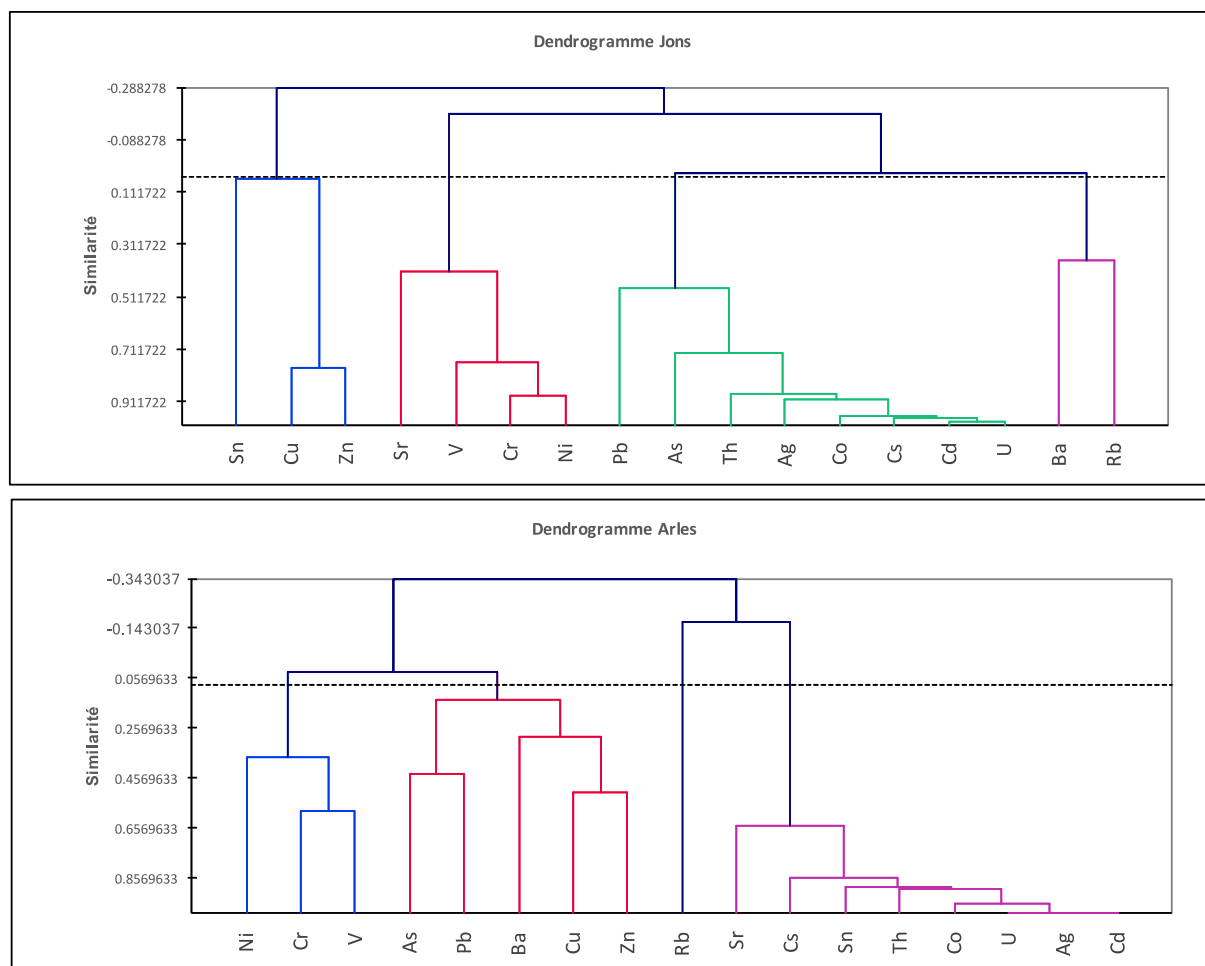 Dendrogramme Jons
-0.288278
-0.088278
0.111722
0.311722
0.511722
0.711722
0.911722
Similarité
Sn Cu Zn Sr V Cr Ni Pb As Th Ag Co Cs Cd U Ba Rb
Dendrogramme Arles
-0.343037
-0.143037
0.0569633
0.2569633
0.4569633
0.6569633
0.8569633
Similarité
Ni Cr V As Pb Ba Cu Zn Rb Sr Cs Sn Th Co U Ag Cd